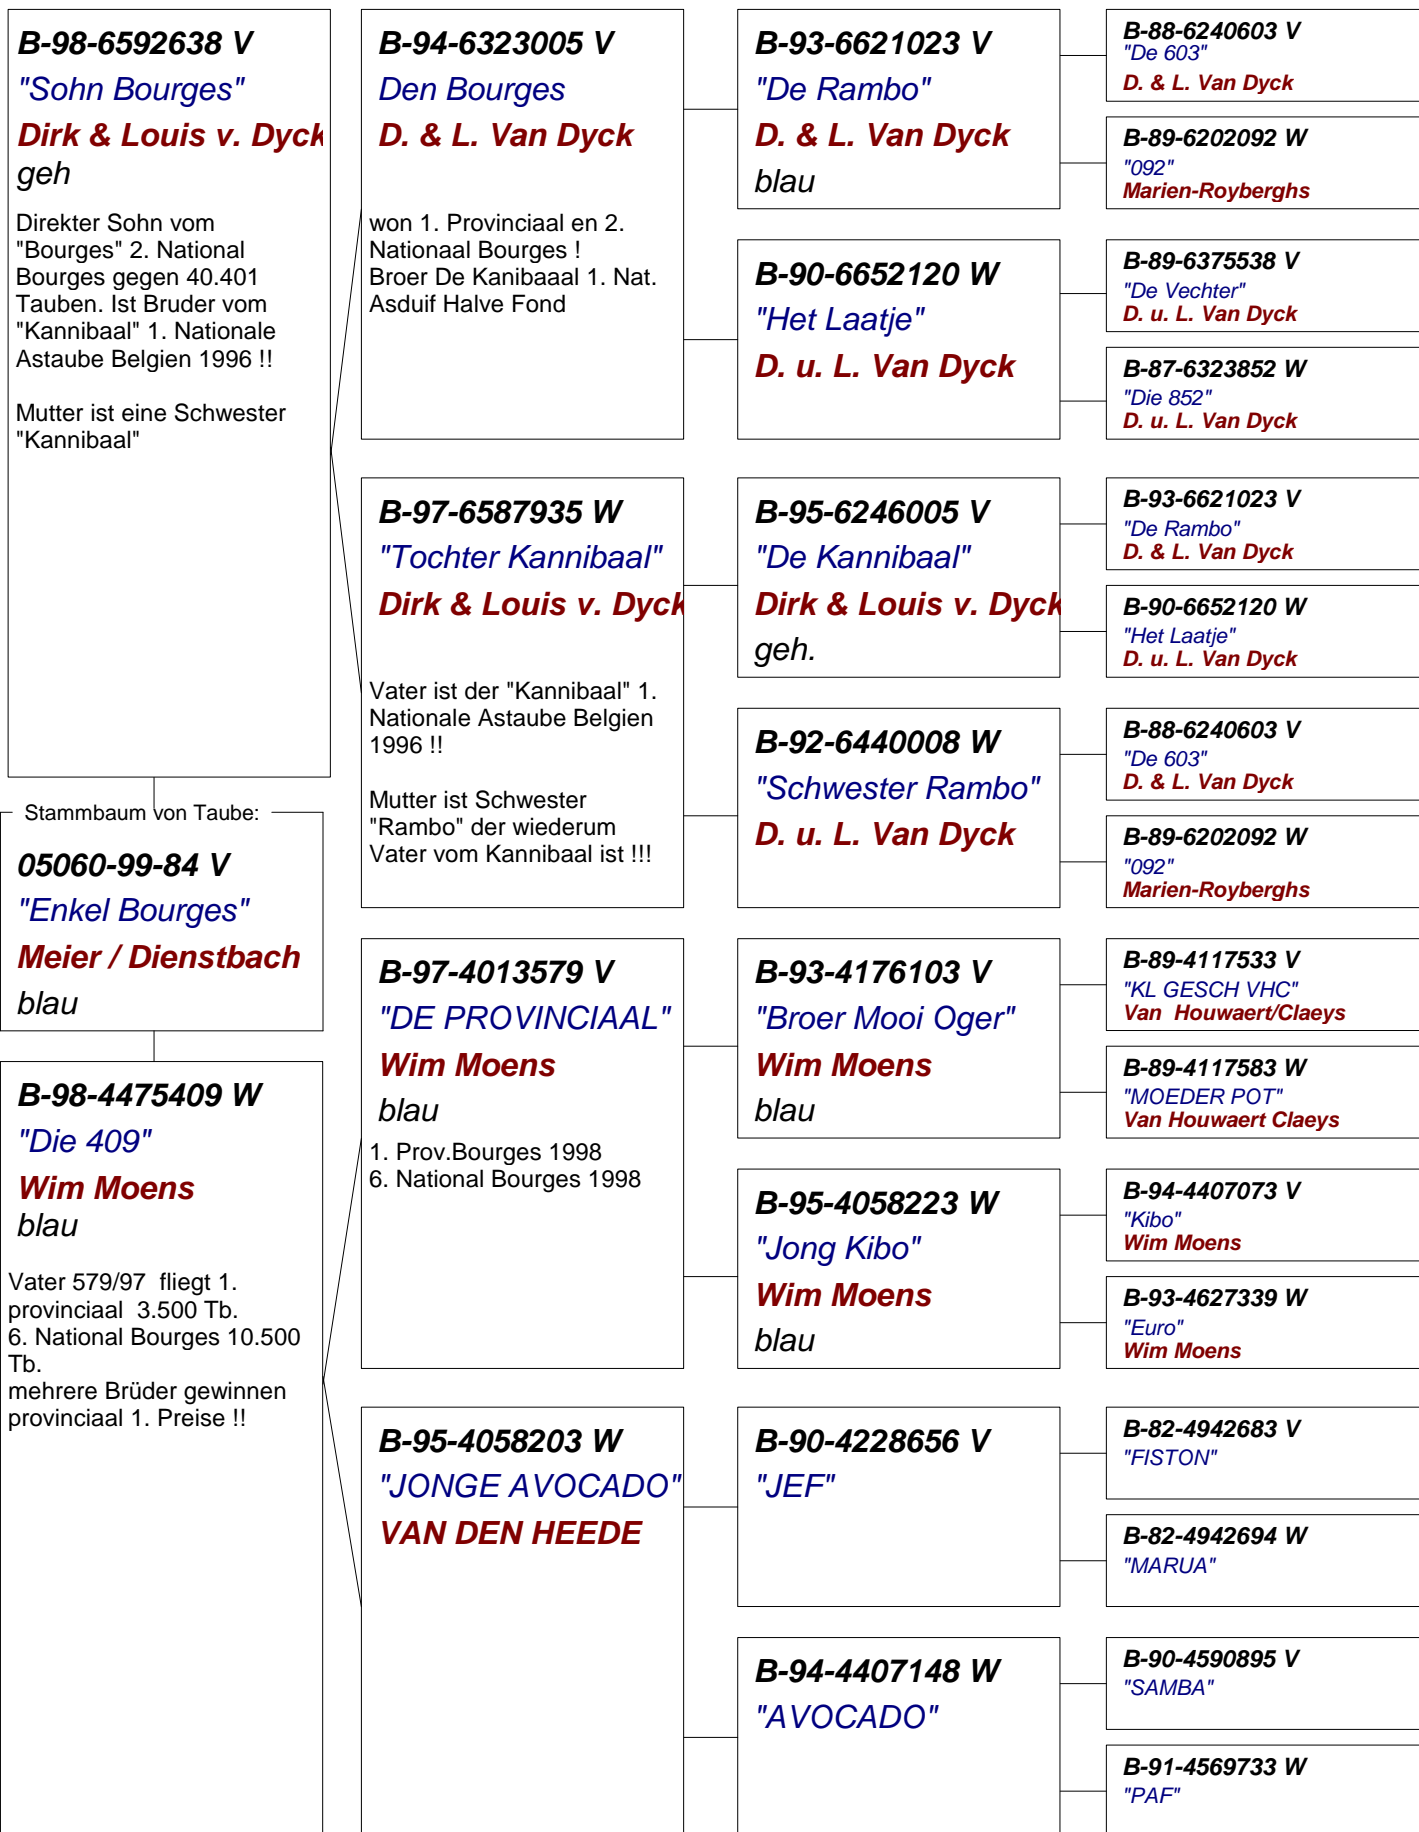 B-98-6592638 V
"Sohn Bourges"
Dirk & Louis v. Dyck
geh
Direkter Sohn vom
"Bourges" 2. National
Bourges gegen 40.401
Tauben. Ist Bruder vom
"Kannibaal" 1. Nationale
Astaube Belgien 1996 !!
Mutter ist eine Schwester
"Kannibaal"
Stammbaum von Taube:
05060-99-84 V
"Enkel Bourges"
Meier / Dienstbach
blau
B-98-4475409 W
"Die 409"
Wim Moens
blau
Vater 579/97  fliegt 1.
provinciaal  3.500 Tb.
6. National Bourges 10.500
Tb.
mehrere Brüder gewinnen
provinciaal 1. Preise !!
B-94-6323005 V
Den Bourges
D. & L. Van Dyck
won 1. Provinciaal en 2.
Nationaal Bourges !
Broer De Kanibaaal 1. Nat.
Asduif Halve Fond
B-97-6587935 W
"Tochter Kannibaal"
Dirk & Louis v. Dyck
Vater ist der "Kannibaal" 1.
Nationale Astaube Belgien
1996 !!
Mutter ist Schwester
"Rambo" der wiederum
Vater vom Kannibaal ist !!!
B-97-4013579 V
"DE PROVINCIAAL"
Wim Moens
blau
1. Prov.Bourges 1998
6. National Bourges 1998
B-95-4058203 W
"JONGE AVOCADO"
VAN DEN HEEDE
B-93-6621023 V
"De Rambo"
D. & L. Van Dyck
blau
B-90-6652120 W
"Het Laatje"
D. u. L. Van Dyck
B-95-6246005 V
"De Kannibaal"
Dirk & Louis v. Dyck
geh.
B-92-6440008 W
"Schwester Rambo"
D. u. L. Van Dyck
B-93-4176103 V
"Broer Mooi Oger"
Wim Moens
blau
B-95-4058223 W
"Jong Kibo"
Wim Moens
blau
B-90-4228656 V
"JEF"
B-94-4407148 W
"AVOCADO"
B-88-6240603 V
"De 603"
D. & L. Van Dyck
B-89-6202092 W
"092"
Marien-Royberghs
B-89-6375538 V
"De Vechter"
D. u. L. Van Dyck
B-87-6323852 W
"Die 852"
D. u. L. Van Dyck
B-93-6621023 V
"De Rambo"
D. & L. Van Dyck
B-90-6652120 W
"Het Laatje"
D. u. L. Van Dyck
B-88-6240603 V
"De 603"
D. & L. Van Dyck
B-89-6202092 W
"092"
Marien-Royberghs
B-89-4117533 V
"KL GESCH VHC"
Van  Houwaert/Claeys
B-89-4117583 W
"MOEDER POT"
Van Houwaert Claeys
B-94-4407073 V
"Kibo"
Wim Moens
B-93-4627339 W
"Euro"
Wim Moens
B-82-4942683 V
"FISTON"
B-82-4942694 W
"MARUA"
B-90-4590895 V
"SAMBA"
B-91-4569733 W
"PAF"